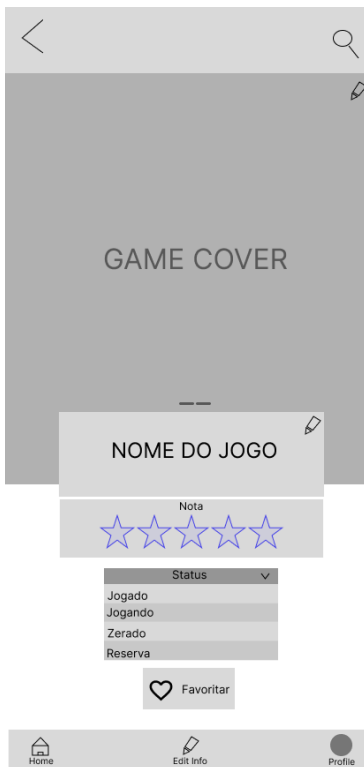 GAME COVER
NOME DO JOGO
Nota
Status
Jogado
Jogando
Zerado
Reserva
Favoritar
Home
Edit Info
Profile